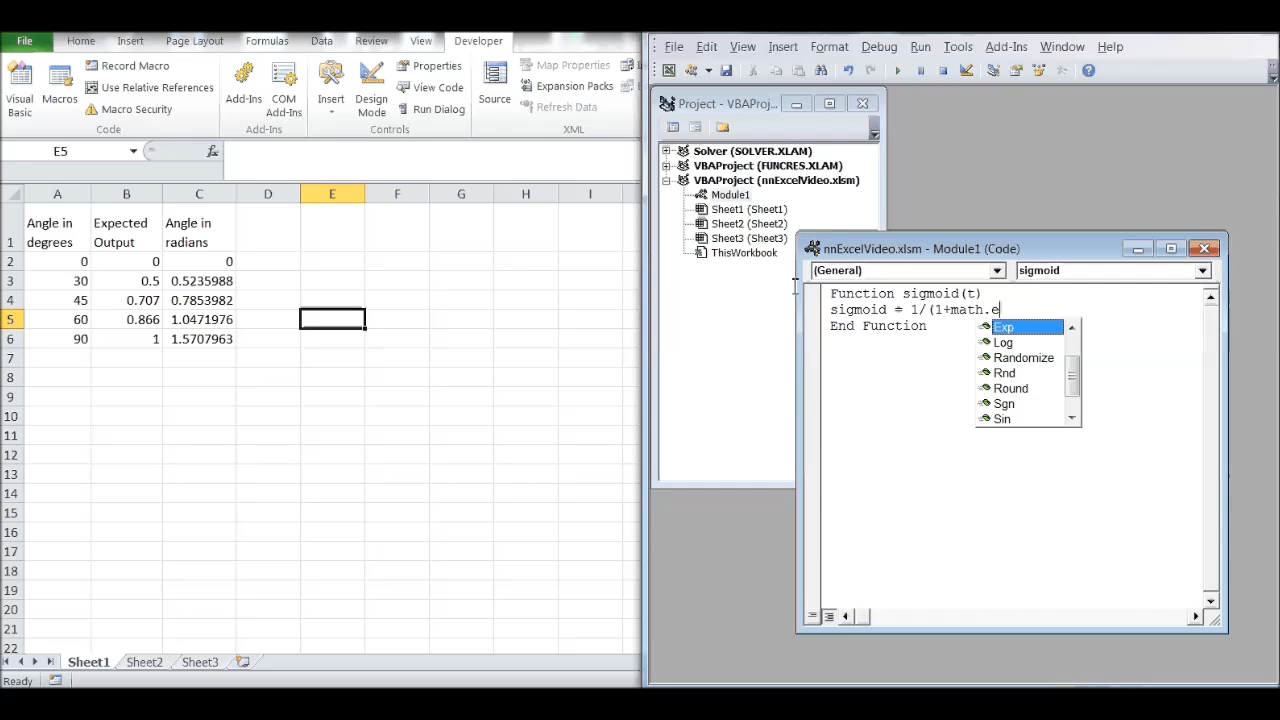 File Home Insert Page Layout Formulas Data Review View Developer
Visual Basic
Macros
Record Macro
Use Relative References
Macro Security
Code
Add-Ins
COM Add-Ins
Add-Ins
Insert
Design Mode
Properties
View Code
Run Dialog
Controls
Source
Map Properties
Expansion Packs
Refresh Data
XML
E5 fx
A B C D E F G H I
1 Angle in degrees Expected Output Angle in radians
2 0 0 0
3 30 0.5 0.5235988
4 45 0.707 0.7853982
5 60 0.866 1.0471976
6 90 1 1.5707963
7
8
9
10
11
12
13
14
15
16
17
18
19
20
21
22
Sheet1 Sheet2 Sheet3
Ready
File Edit View Insert Format Debug Run Tools Add-Ins Window Help
Project - VBAProj...
Solver (SOLVER.XLAM)
VBAProject (FUNCRES.XLAM)
VBAProject (nnExcelVideo.xlsm)
Module1
Sheet1 (Sheet1)
Sheet2 (Sheet2)
Sheet3 (Sheet3)
ThisWorkbook
nnExcelVideo.xlsm - Module1 (Code)
(General) sigmoid
Function sigmoid(t)
sigmoid = 1/(1+math.e
End Function
Exp
Log
Randomize
Rnd
Round
Sgn
Sin